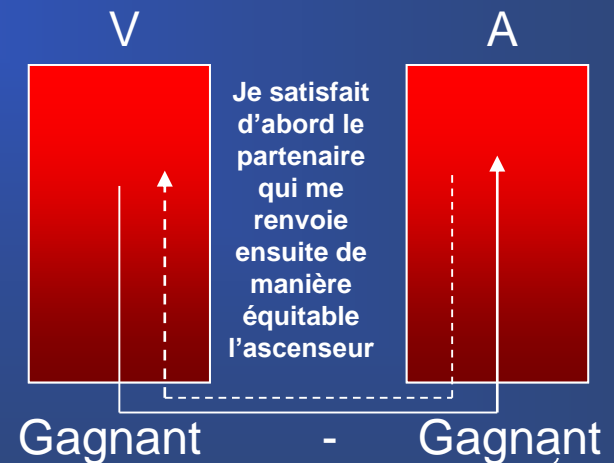 V A
Je satisfait
d'abord le
partenaire
qui me
renvoie
ensuite de
manière
équitable
l'ascenseur
Gagnant - Gagnant